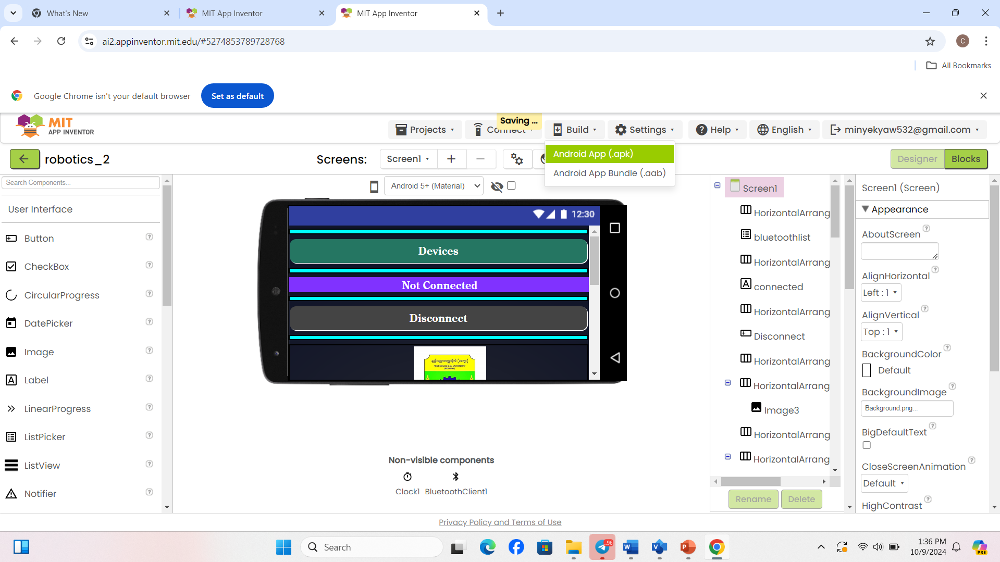 What's New
MIT App Inventor
MIT App Inventor
ai2.appinventor.mit.edu/#5274853789728768
C
All Bookmarks
Google Chrome isn't your default browser
Set as default
MIT
APP INVENTOR
Projects
Connect
Saving ...
Build
Settings
Help
English
minyekyaw532@gmail.com
robotics_2
Screens:
Screen1
Android App (.apk)
Android App Bundle (.aab)
Designer
Blocks
Search Components...
User Interface
Button
CheckBox
CircularProgress
DatePicker
Image
Label
LinearProgress
ListPicker
ListView
Notifier
Android 5+ (Material)
12:30
Devices
Not Connected
Disconnect
TECHNOLOGICAL UNIVERSITY
(MAGWAY)
Non-visible components
Clock1
BluetoothClient1
Screen1
HorizontalArrang
bluetoothlist
HorizontalArrang
connected
HorizontalArrang
Disconnect
HorizontalArrang
HorizontalArrang
Image3
HorizontalArrang
HorizontalArrang
Rename
Delete
Screen1 (Screen)
Appearance
AboutScreen
AlignHorizontal
Left : 1
AlignVertical
Top : 1
BackgroundColor
Default
BackgroundImage
Background.png...
BigDefaultText
CloseScreenAnimation
Default
HighContrast
Privacy Policy and Terms of Use
Search
.96
PRE
1:36 PM
10/9/2024